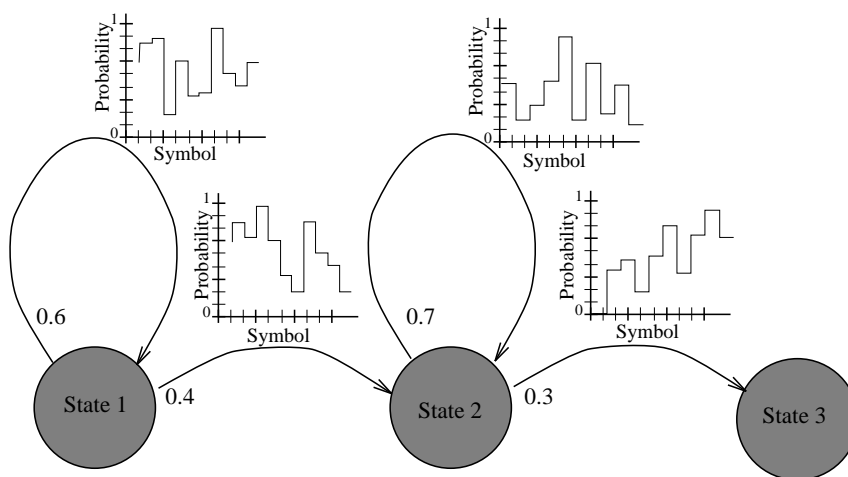 1
Probability
0
Symbol
1
Probability
0
Symbol
1
Probability
0
Symbol
1
Probability
0
Symbol
0.6
0.7
State 1
0.4
State 2
0.3
State 3